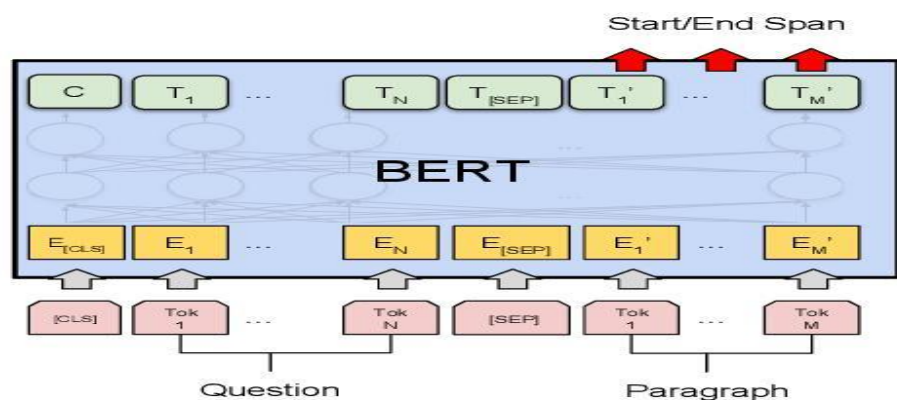 Start/End Span
C T1 ... TN T[SEP] T1' ... TM'
...
BERT
...
E[CLS] E1 ... EN E[SEP] E1' ... EM'
[CLS] Tok 1 ... Tok N [SEP] Tok 1 ... Tok M
Question Paragraph